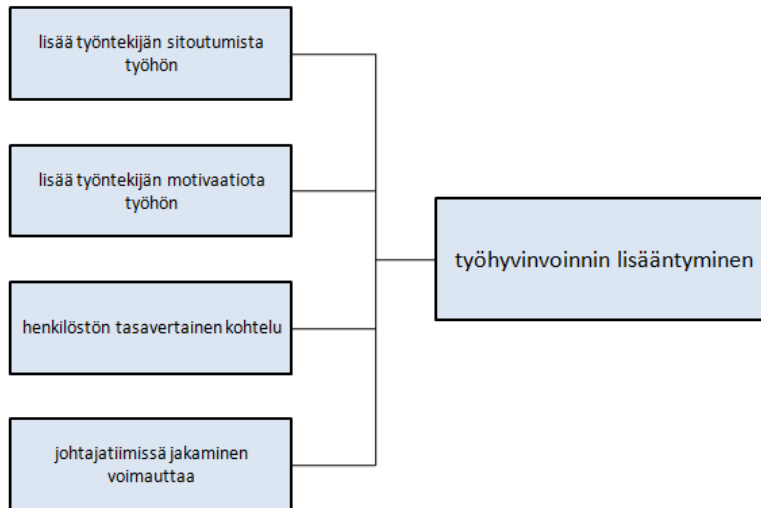 lisää työntekijän sitoutumista
työhön
lisää työntekijän motivaatiota
työhön
henkilöstön tasavertainen kohtelu
johtajatiimissä jakaminen
voimauttaa
työhyvinvoinnin lisääntyminen